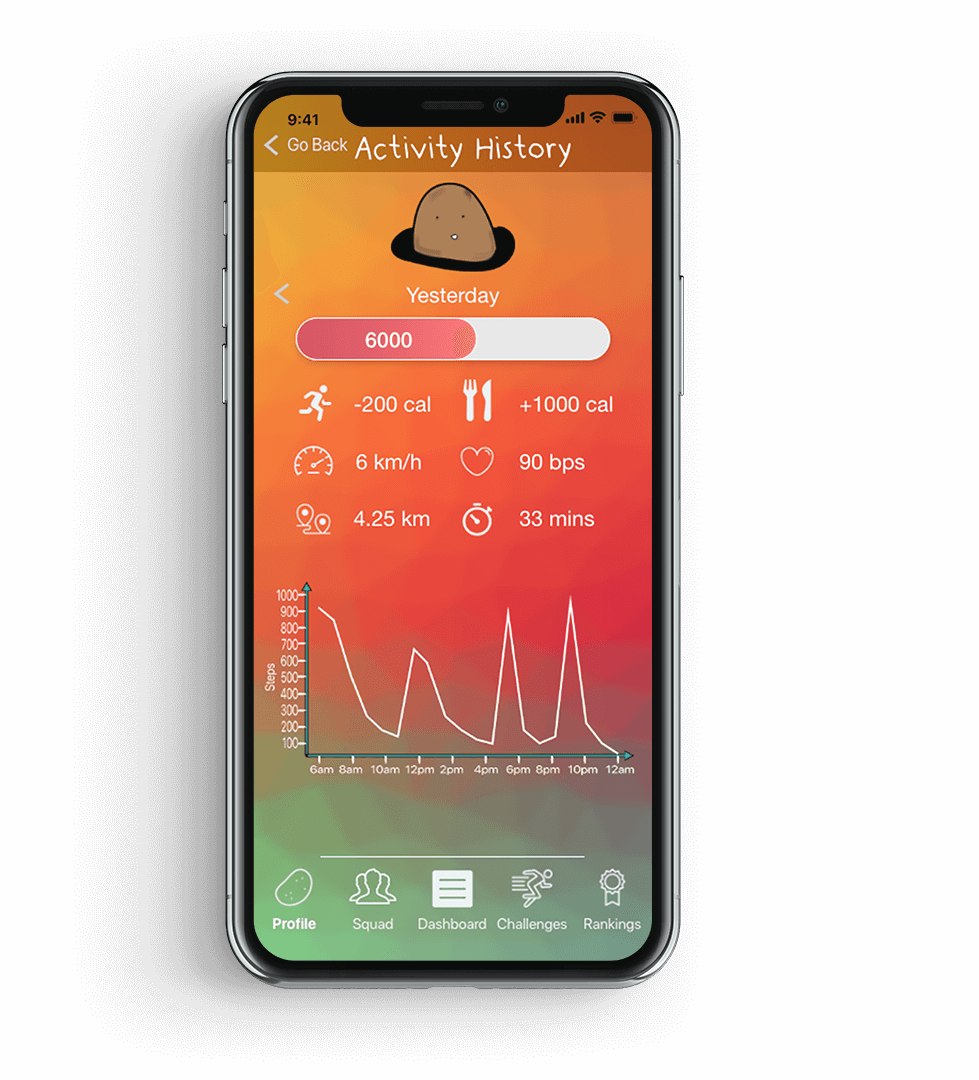 9:41
Go Back Activity History
Yesterday
6000
-200 cal +1000 cal
6 km/h 90 bps
4.25 km 33 mins
1000
900
800
700
600
500
400
300
200
100
Steps
6am 8am 10am 12pm 2pm 4pm 6pm 8pm 10pm 12am
Profile Squad Dashboard Challenges Rankings